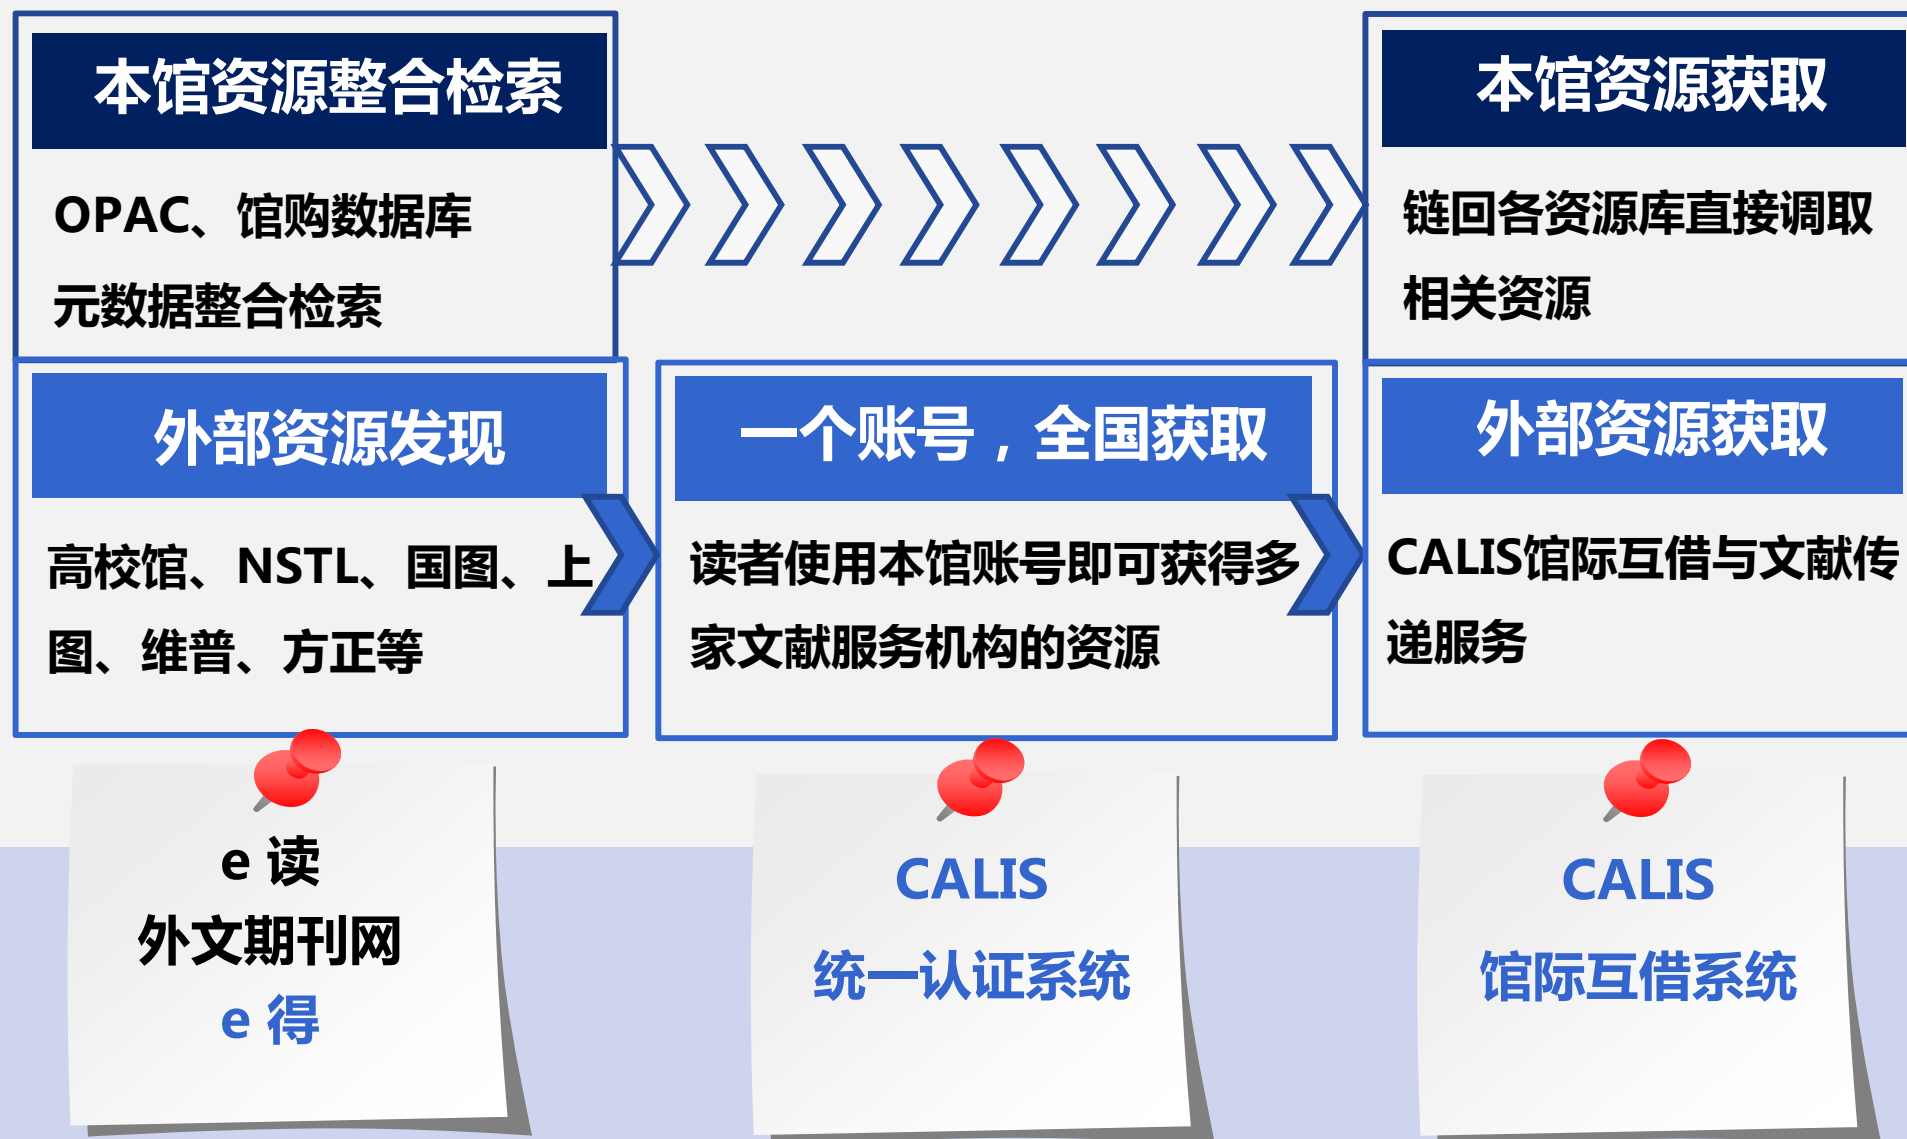 本馆资源整合检索
OPAC、馆购数据库
元数据整合检索
本馆资源获取
链回各资源库直接调取
相关资源
外部资源发现
高校馆、NSTL、国图、上
图、维普、方正等
一个账号，全国获取
读者使用本馆账号即可获得多
家文献服务机构的资源
外部资源获取
CALIS馆际互借与文献传
递服务
e 读
外文期刊网
e 得
CALIS
统一认证系统
CALIS
馆际互借系统